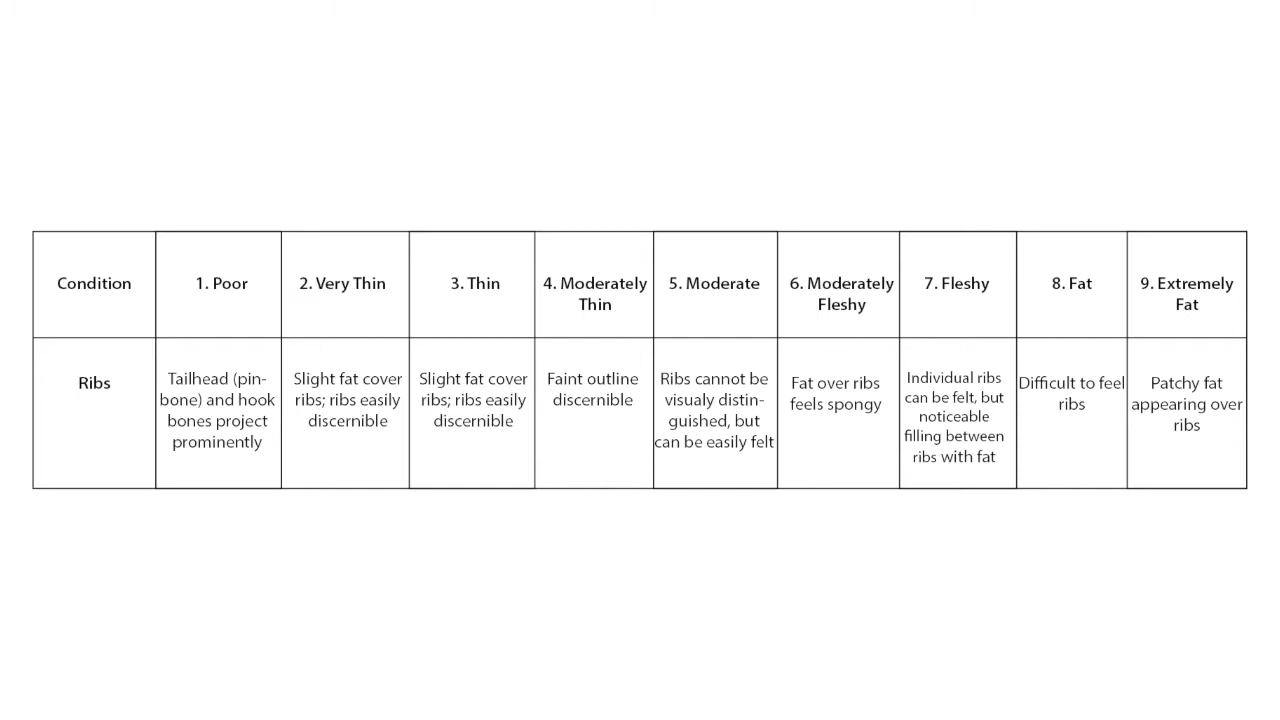 Condition
1. Poor
2. Very Thin
3. Thin
4. Moderately
Thin
5. Moderate
6. Moderately
Fleshy
7. Fleshy
8. Fat
9. Extremely
Fat
Ribs
Tailhead (pin-
bone) and hook
bones project
prominently
Slight fat cover
ribs; ribs easily
discernible
Slight fat cover
ribs; ribs easily
discernible
Faint outline
discernible
Ribs cannot be
visualy distin-
guished, but
can be easily felt
Fat over ribs
feels spongy
Individual ribs
can be felt, but
noticeable
filling between
ribs with fat
Difficult to feel
ribs
Patchy fat
appearing over
ribs